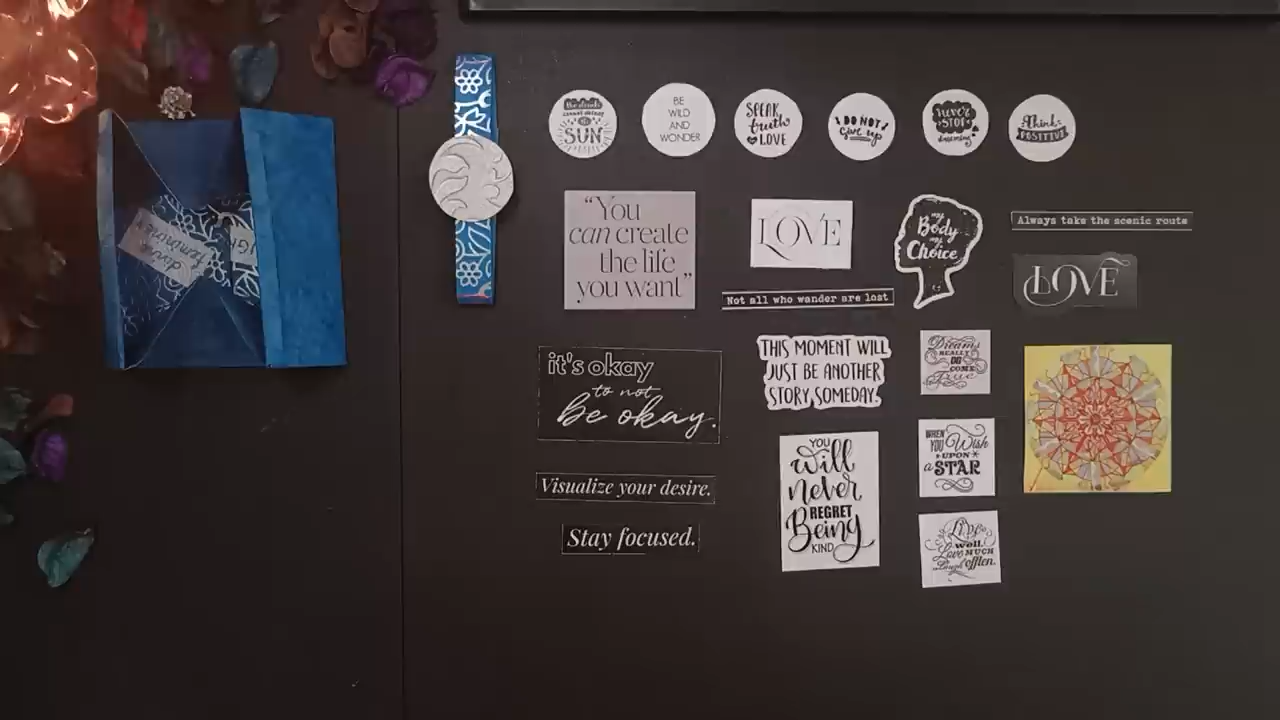 the clouds
cannot defeat
the
SUN
BE
WILD
AND
WONDER
SPEAK
truth
LOVE
I DO NOT
Give up
never
STOP
dreaming
Think
POSITIVE
"You
can create
the life
you want"
LOVE
my
Body
my
Choice
Always take the scenic route
LOVE
Not all who wander are lost
it's okay
to not
be okay.
THIS MOMENT WILL
JUST BE ANOTHER
STORY SOMEDAY.
Dreams
REALLY
DO
COME
True
WHEN
YOU Wish
UPON
a STAR
YOU
will
never
REGRET
Being
KIND
Live
well,
Love MUCH
Laugh offten.
Visualize your desire.
Stay focused.
divine
feminine